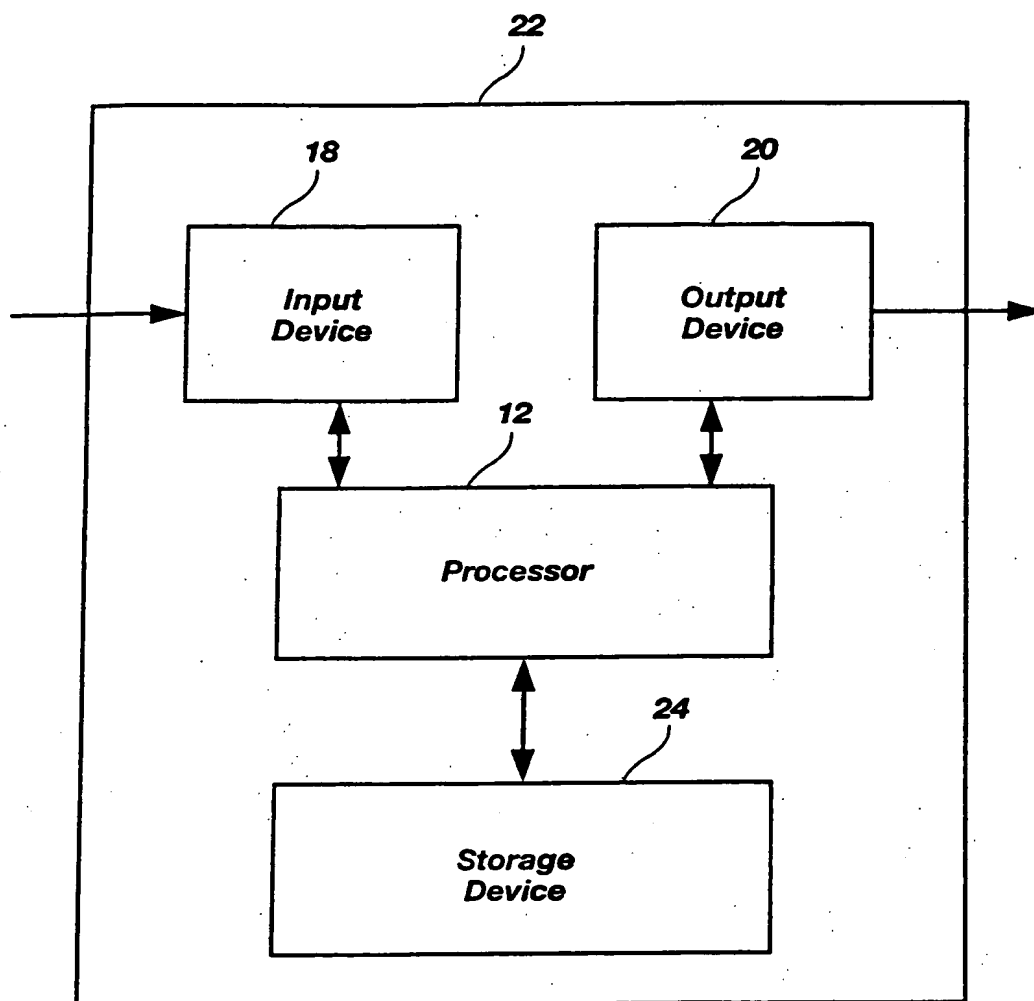 22
18
20
Input
Device
Output
Device
12
Processor
24
Storage
Device